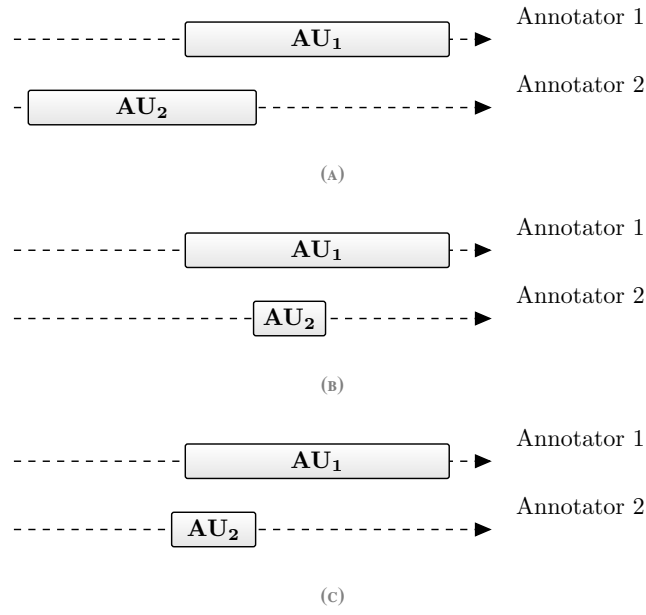 Annotator 1
AU₁
Annotator 2
AU₂
(A)
Annotator 1
AU₁
Annotator 2
AU₂
(B)
Annotator 1
AU₁
Annotator 2
AU₂
(C)